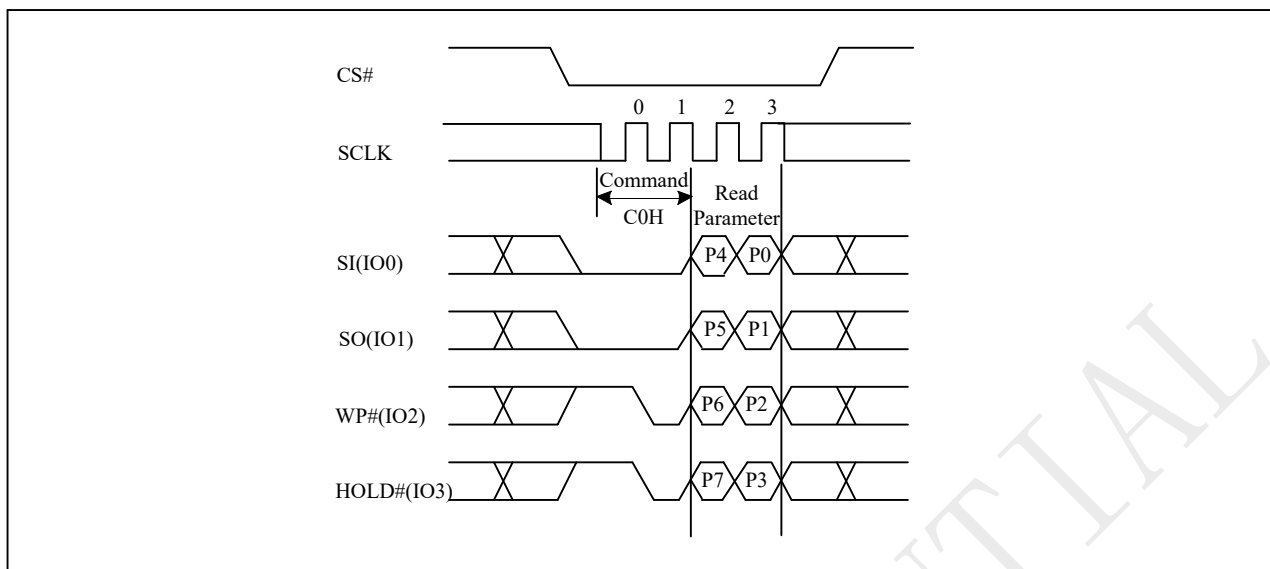 CS#
0 1 2 3
SCLK
Command
C0H
Read
Parameter
SI(IO0)
P4 P0
SO(IO1)
P5 P1
WP#(IO2)
P6 P2
HOLD#(IO3)
P7 P3
NTIAL